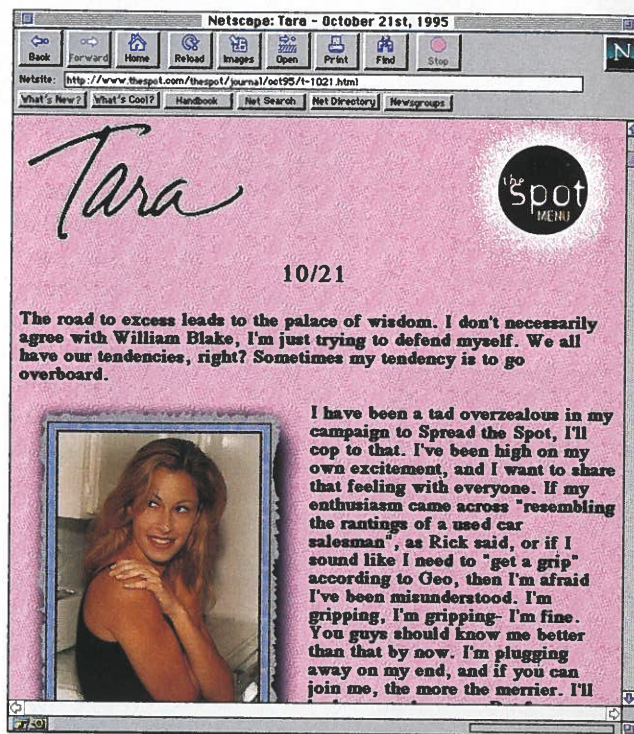 Netscape: Tara - October 21st, 1995
Back Forward Home Reload Images Open Print Find Stop
N
Netsite: http://www.thespot.com/thespot/journal/oct95/t-1021.html
What's New? What's Cool? Handbook Net Search Net Directory Newsgroups
Tara
the
spot
MENU
10/21
The road to excess leads to the palace of wisdom. I don't necessarily
agree with William Blake, I'm just trying to defend myself. We all
have our tendencies, right? Sometimes my tendency is to go
overboard.
I have been a tad overzealous in my
campaign to Spread the Spot, I'll
cop to that. I've been high on my
own excitement, and I want to share
that feeling with everyone. If my
enthusiasm came across "resembling
the rantings of a used car
salesman", as Rick said, or if I
sound like I need to "get a grip"
according to Geo, then I'm afraid
I've been misunderstood. I'm
gripping, I'm gripping- I'm fine.
You guys should know me better
than that by now. I'm plugging
away on my end, and if you can
join me, the more the merrier. I'll